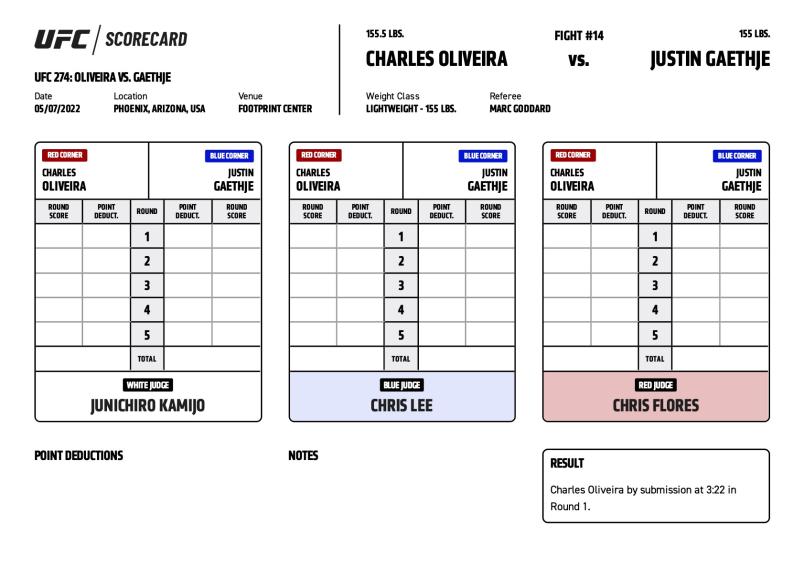 UFC / SCORECARD
UFC 274: OLIVEIRA VS. GAETHJE
Date Location Venue
05/07/2022 PHOENIX, ARIZONA, USA FOOTPRINT CENTER
155.5 LBS. FIGHT #14 155 LBS.
CHARLES OLIVEIRA VS. JUSTIN GAETHJE
Weight Class Referee
LIGHTWEIGHT - 155 LBS. MARC GODDARD
RED CORNER BLUE CORNER
CHARLES JUSTIN
OLIVEIRA GAETHJE
ROUND POINT ROUND POINT ROUND
SCORE DEDUCT. DEDUCT. SCORE
1
2
3
4
5
TOTAL
WHITE JUDGE
JUNICHIRO KAMIJO
RED CORNER BLUE CORNER
CHARLES JUSTIN
OLIVEIRA GAETHJE
ROUND POINT ROUND POINT ROUND
SCORE DEDUCT. DEDUCT. SCORE
1
2
3
4
5
TOTAL
BLUE JUDGE
CHRIS LEE
RED CORNER BLUE CORNER
CHARLES JUSTIN
OLIVEIRA GAETHJE
ROUND POINT ROUND POINT ROUND
SCORE DEDUCT. DEDUCT. SCORE
1
2
3
4
5
TOTAL
RED JUDGE
CHRIS FLORES
POINT DEDUCTIONS
NOTES
RESULT
Charles Oliveira by submission at 3:22 in
Round 1.